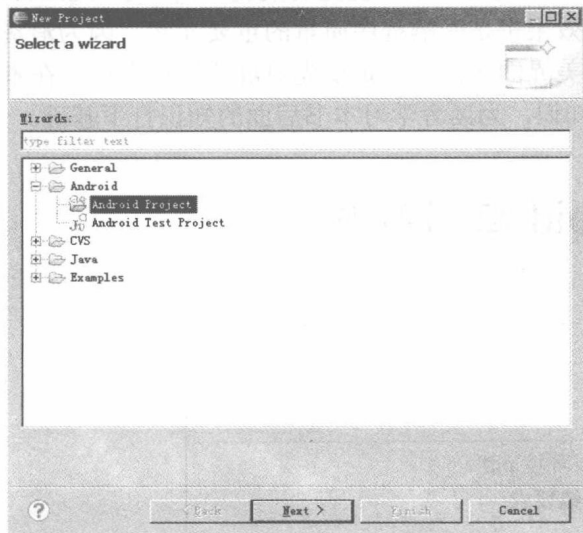 New Project
Select a wizard
Wizards:
type filter text
General
Android
Android Project
Android Test Project
CVS
Java
Examples
< Back
Next >
Finish
Cancel